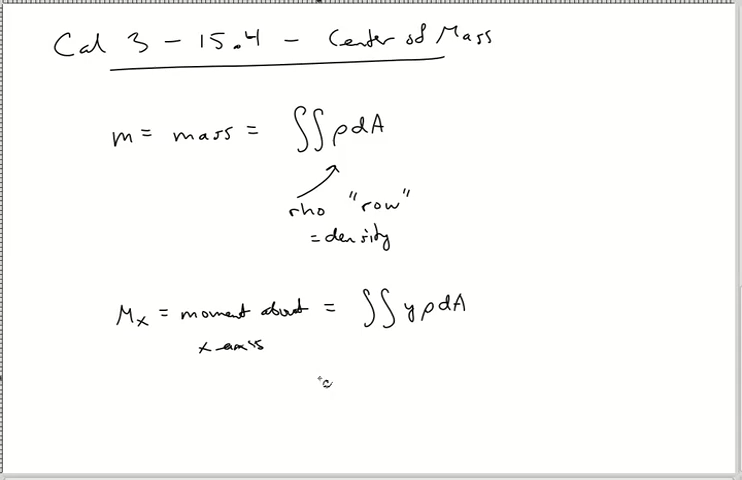 Cal 3 - 15.4 - Center of Mass
m = mass = ∬ρdA
rho "row"
= density
Mx = moment about = ∬yρdA
x-axis